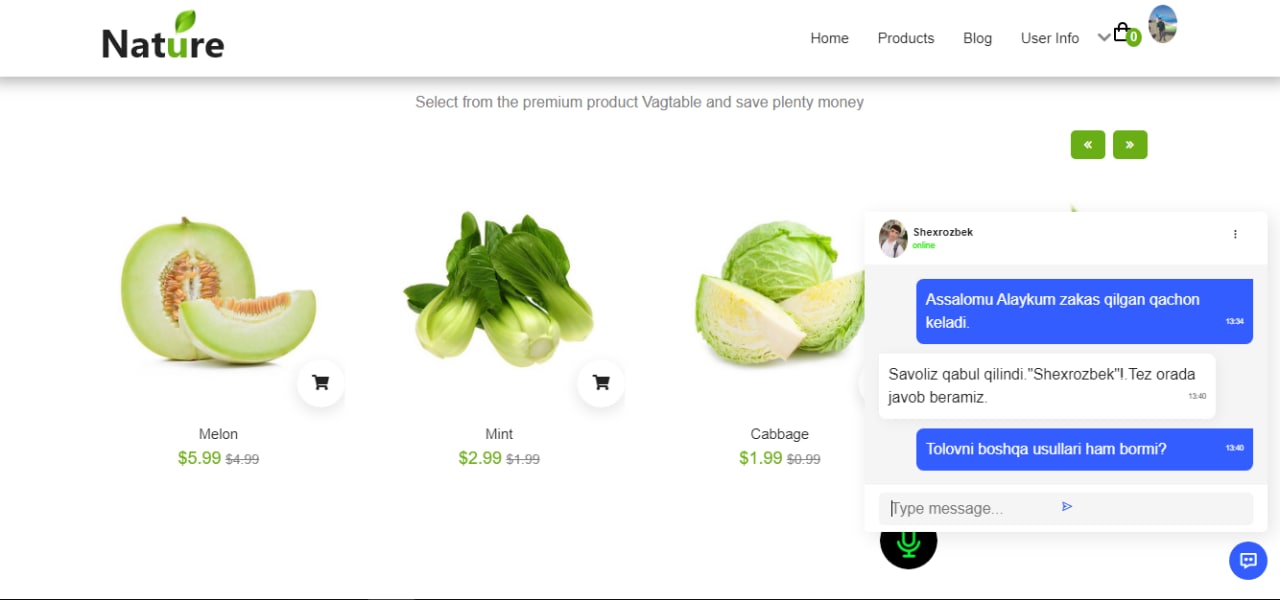 Nature
Home Products Blog User Info 0
Select from the premium product Vagtable and save plenty money
« »
Melon
$5.99 $4.99
Mint
$2.99 $1.99
Cabbage
$1.99 $0.99
Shexrozbek
online
Assalomu Alaykum zakas qilgan qachon
keladi. 13:34
Savoliz qabul qilindi."Shexrozbek"!.Tez orada
javob beramiz. 13:40
Tolovni boshqa usullari ham bormi? 13:40
Type message...